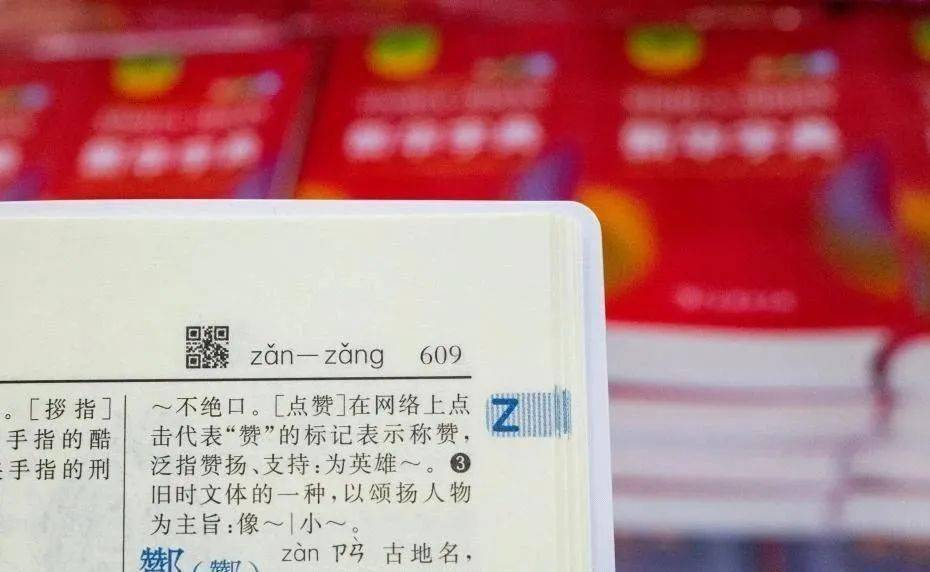 zǎn—zǎng 609
。[拶指]
手指的酷
手指的刑
～不绝口。[点赞]在网络上点
击代表“赞”的标记表示称赞，
泛指赞扬、支持：为英雄～。❸
旧时文体的一种，以颂扬人物
为主旨：像～|小～。
zàn ㄗㄢˋ 古地名，
Z